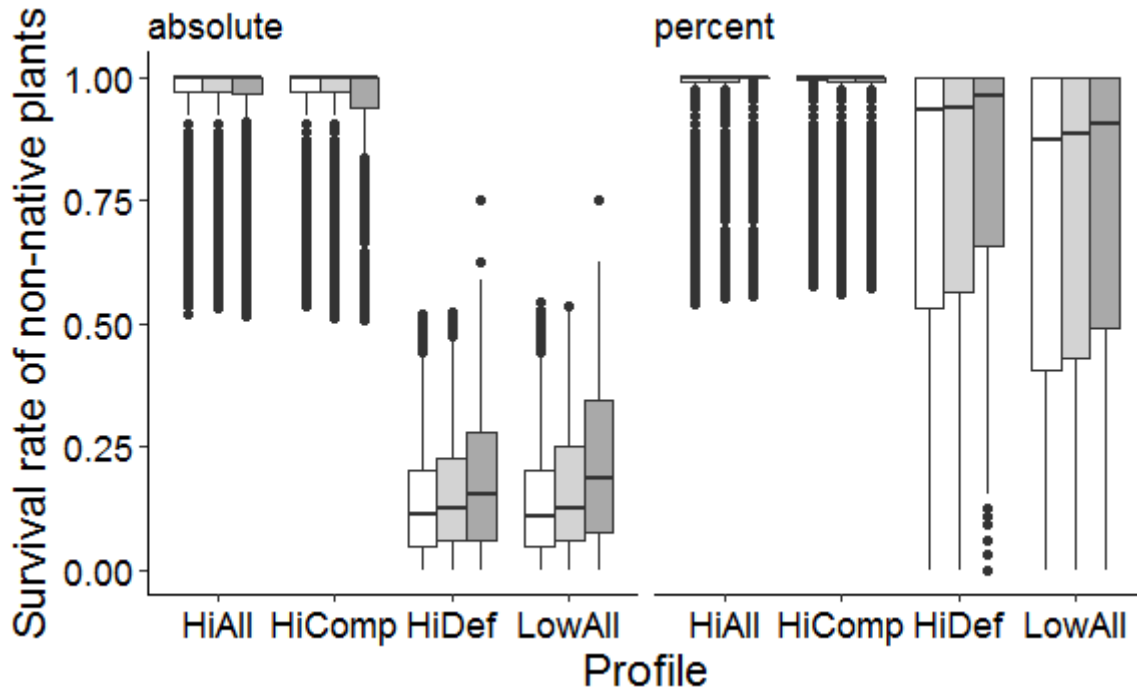 absolute
percent
Survival rate of non-native plants
1.00
0.75
0.50
0.25
0.00
HiAll HiComp HiDef LowAll
HiAll HiComp HiDef LowAll
Profile